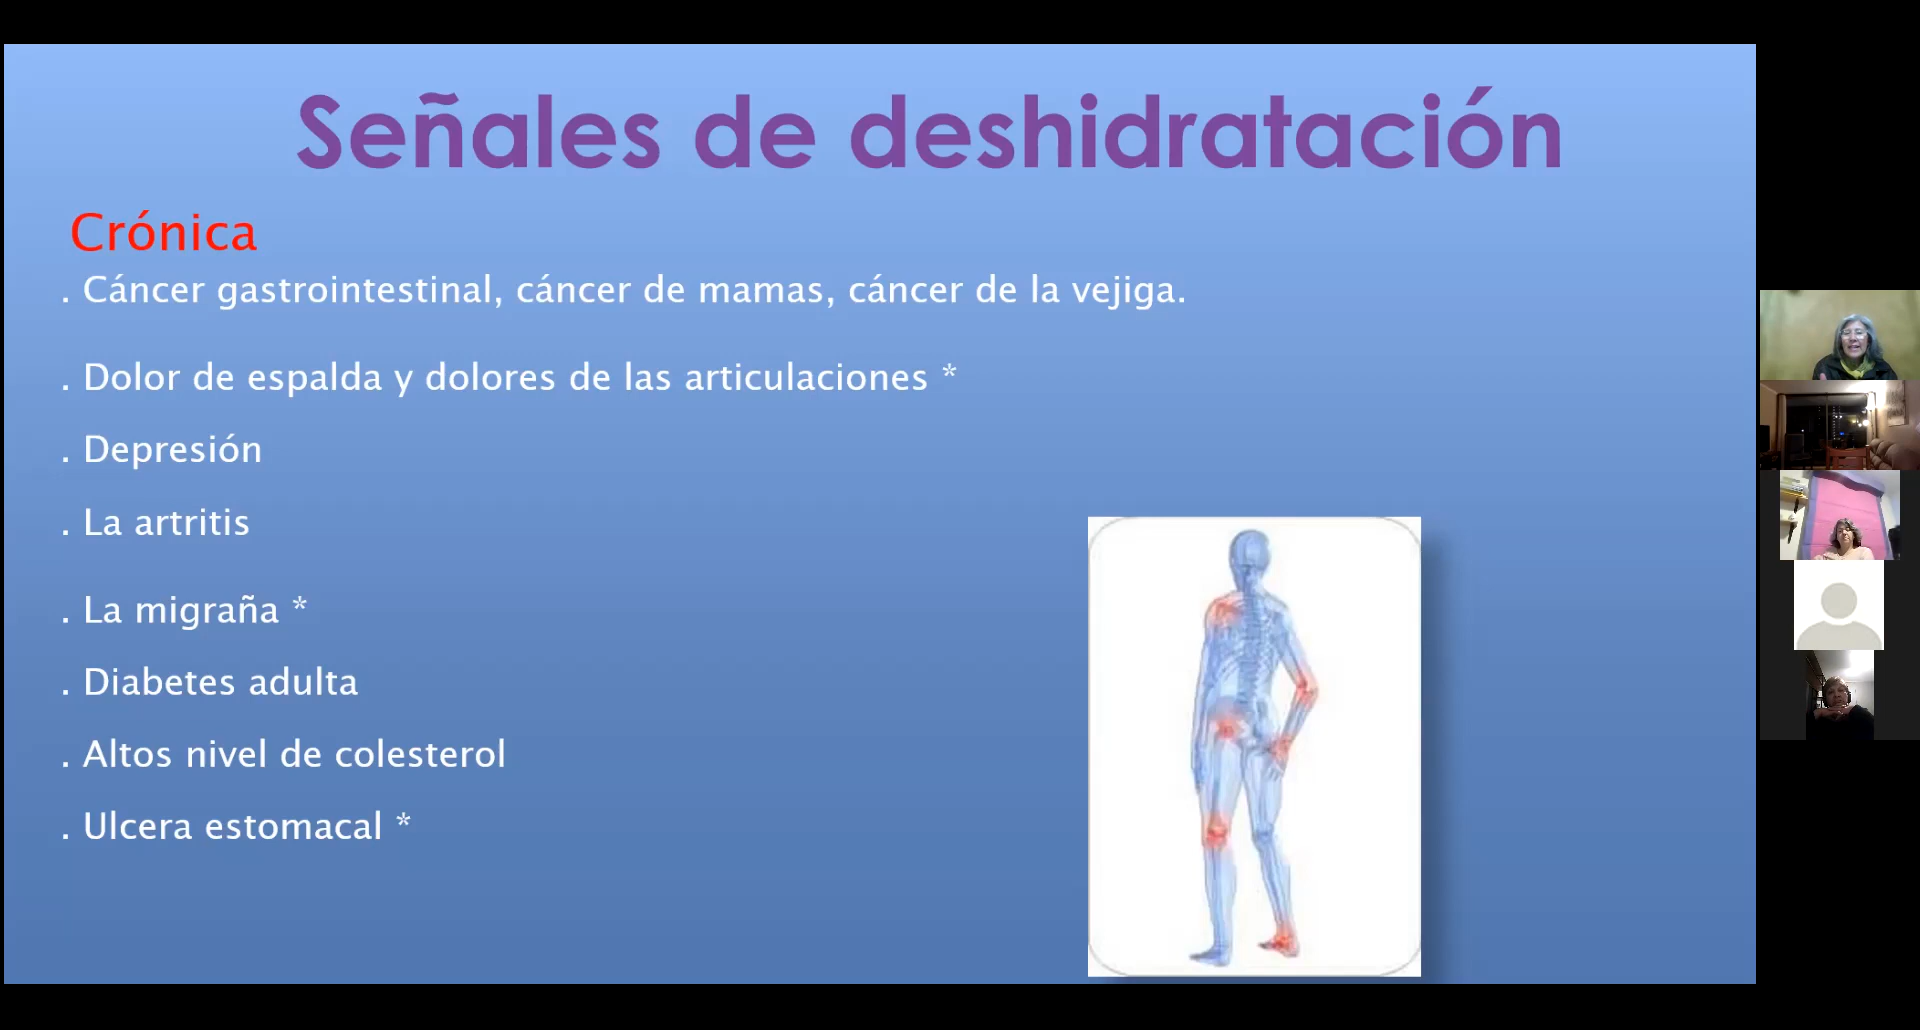 Señales de deshidratación
Crónica
. Cáncer gastrointestinal, cáncer de mamas, cáncer de la vejiga.
. Dolor de espalda y dolores de las articulaciones *
. Depresión
. La artritis
. La migraña *
. Diabetes adulta
. Altos nivel de colesterol
. Ulcera estomacal *